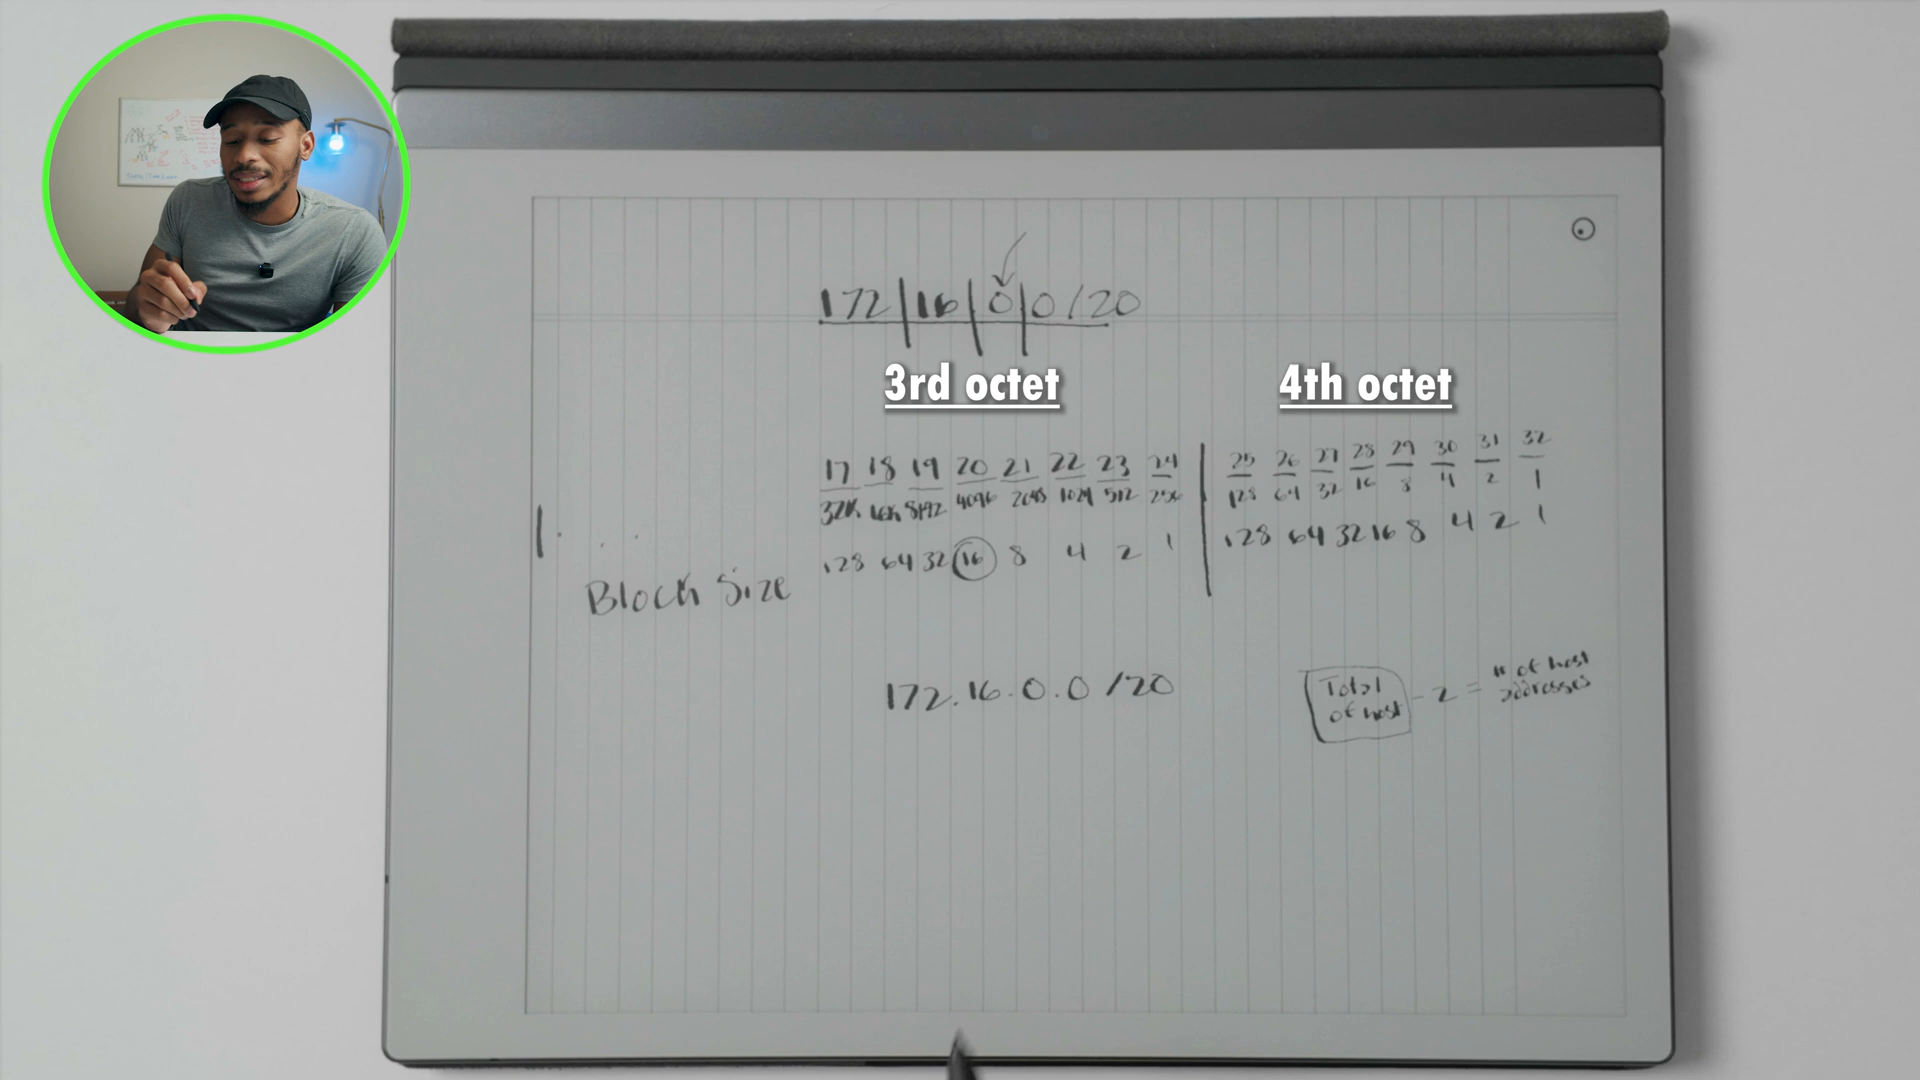 172|16|0|0/20
3rd octet
4th octet
17 18 19 20 21 22 23 24
25 26 27 28 29 30 31 32
32K 16K 8192 4096 2048 1024 512 256
128 64 32 16 8 4 2 1
128 64 32 16 8 4 2 1
128 64 32 16 8 4 2 1
Block Size
172.16.0.0 /20
Total of host - 2 = # of host addresses